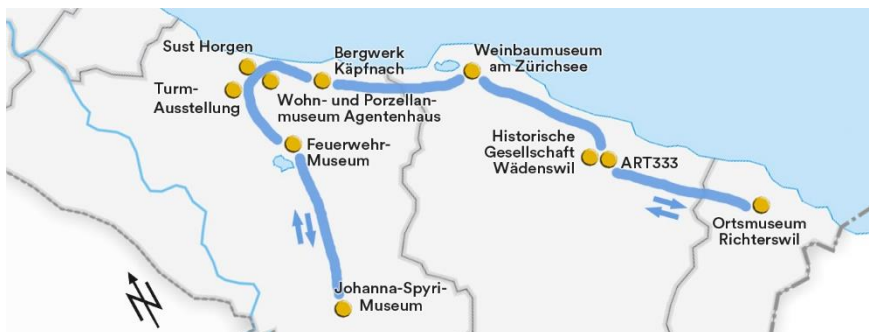 Sust Horgen
Turm-
Ausstellung
Bergwerk
Käpfnach
Wohn- und Porzellan-
museum Agentenhaus
Feuerwehr-
Museum
Johanna-Spyri-
Museum
Weinbaumuseum
am Zürichsee
Historische
Gesellschaft
Wädenswil
ART333
Ortsmuseum
Richterswil
N